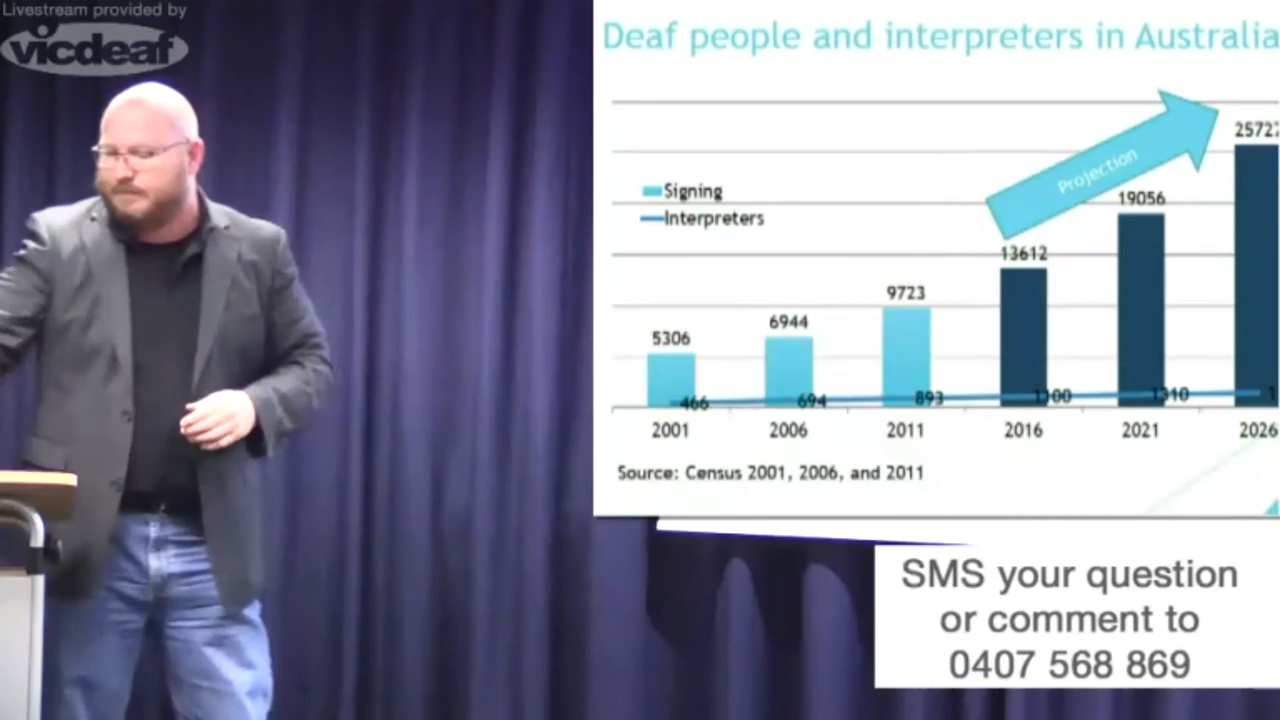 Livestream provided by
vicdeaf
Deaf people and interpreters in Australia
Projection
Signing
Interpreters
5306
6944
9723
13612
19056
466
694
893
1300
1310
2001
2006
2011
2016
2021
2026
Source: Census 2001, 2006, and 2011
SMS your question
or comment to
0407 568 869